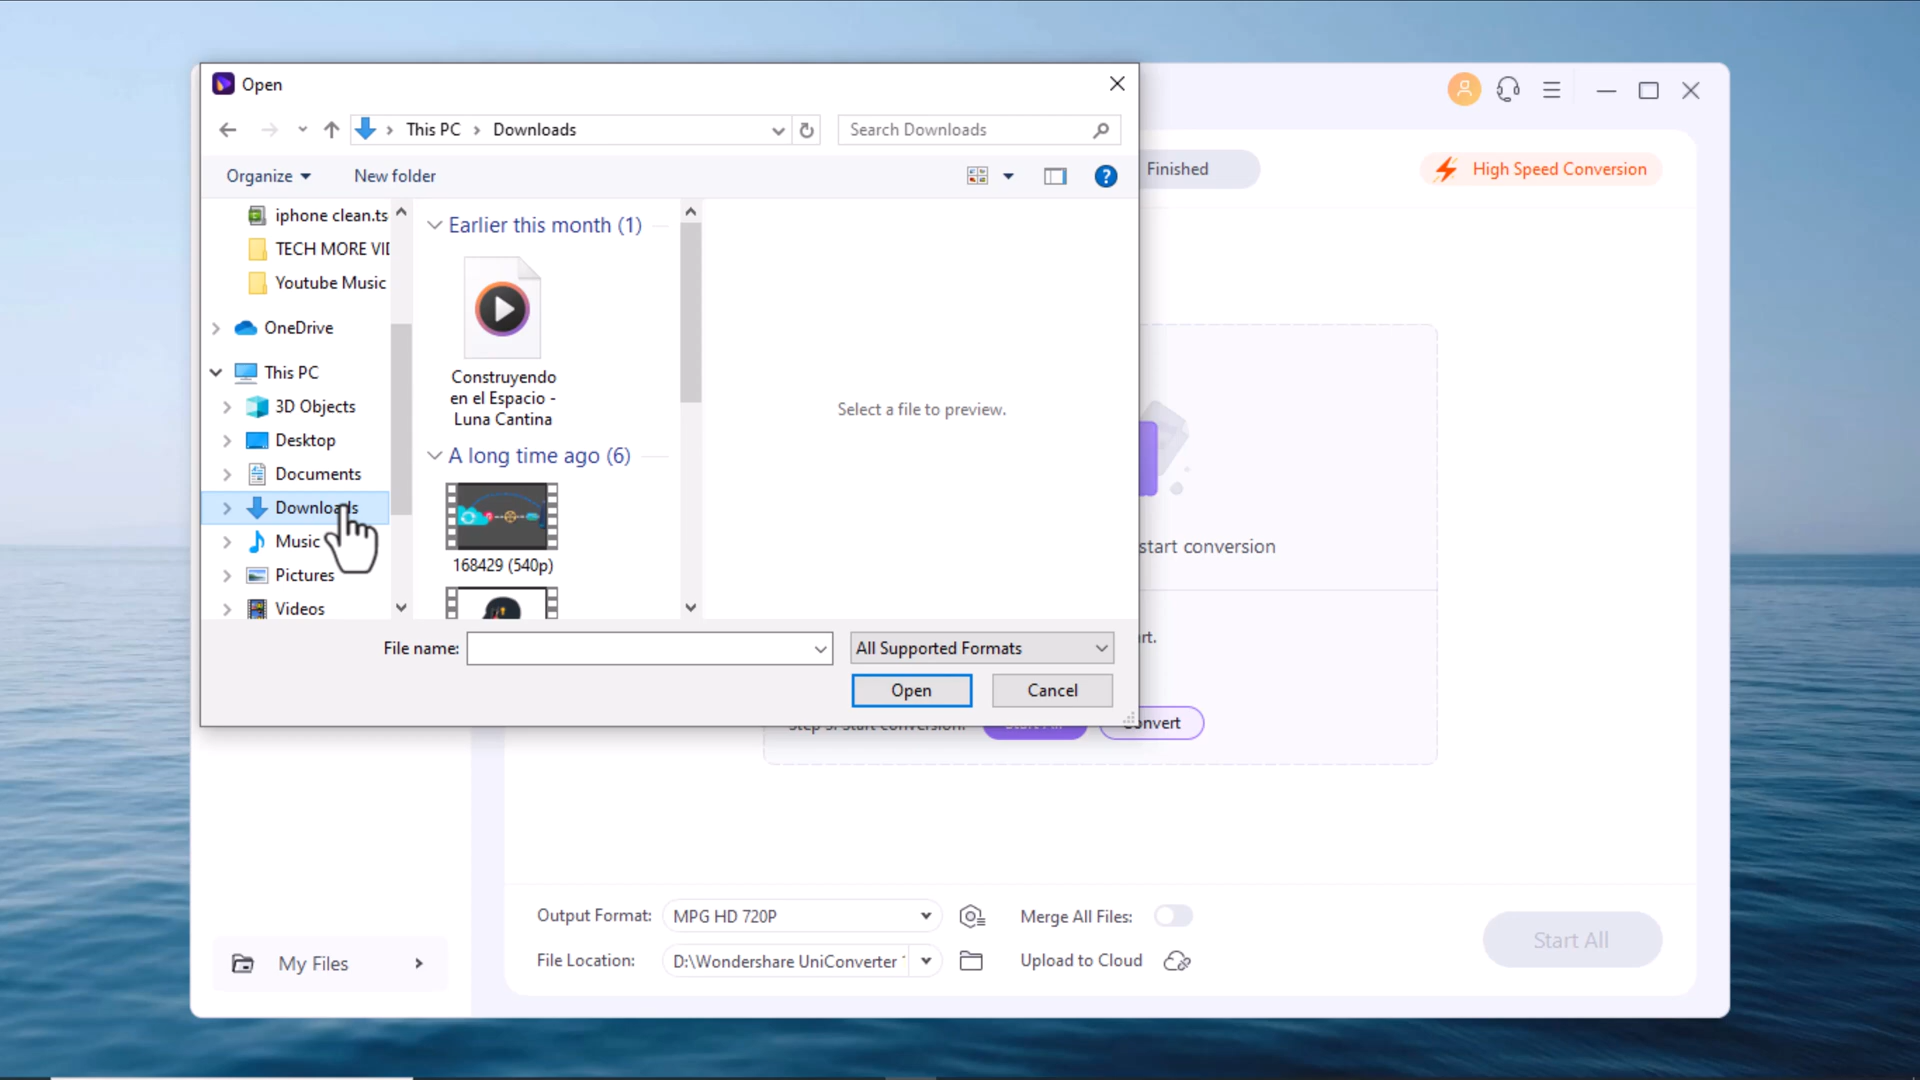 Open
This PC > Downloads
Search Downloads
Organize
New folder
iphone clean.ts
TECH MORE VI
Youtube Music
OneDrive
This PC
3D Objects
Desktop
Documents
Downloads
Music
Pictures
Videos
Earlier this month (1)
Construyendo
en el Espacio -
Luna Cantina
A long time ago (6)
168429 (540p)
Select a file to preview.
File name:
All Supported Formats
Open
Cancel
Finished
High Speed Conversion
start conversion
Convert
Output Format:
MPG HD 720P
Merge All Files:
File Location:
D:\Wondershare UniConverter
Upload to Cloud
Start All
My Files